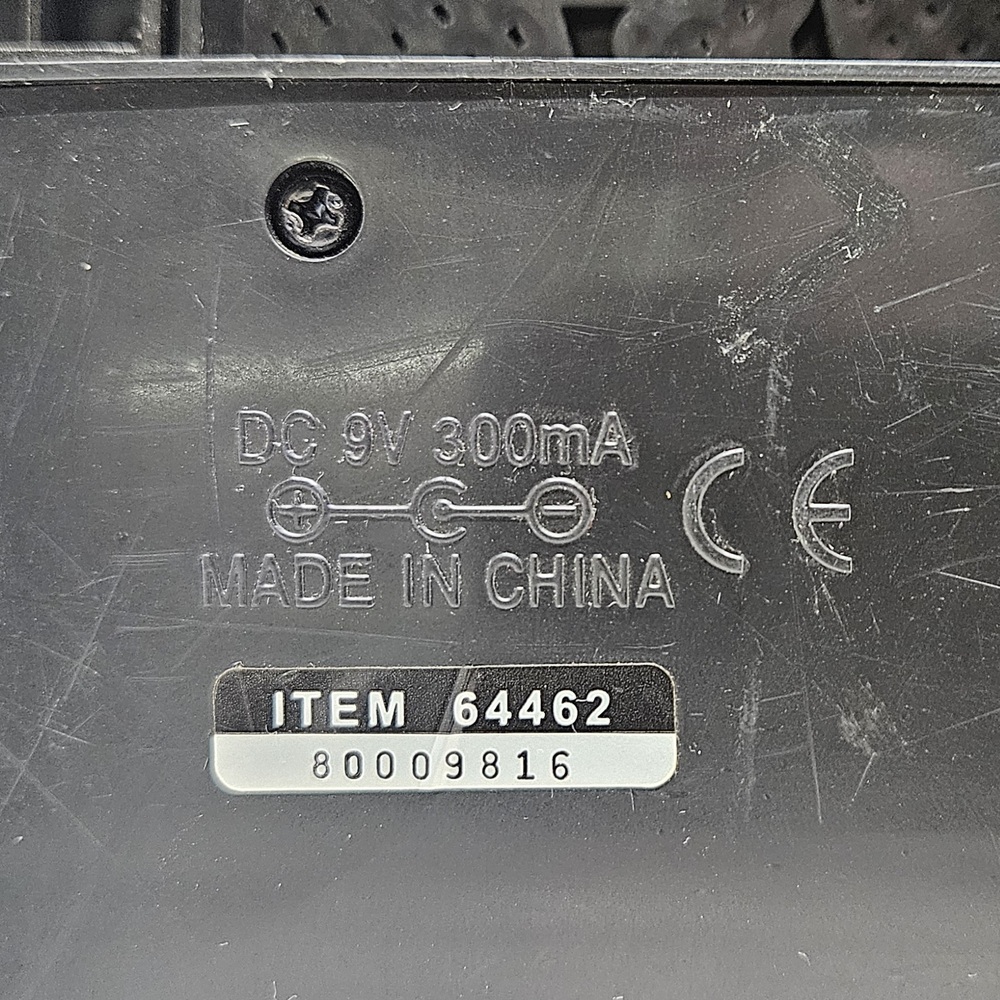 DC 9V 300mA
MADE IN CHINA
CE
ITEM 64462
80009816